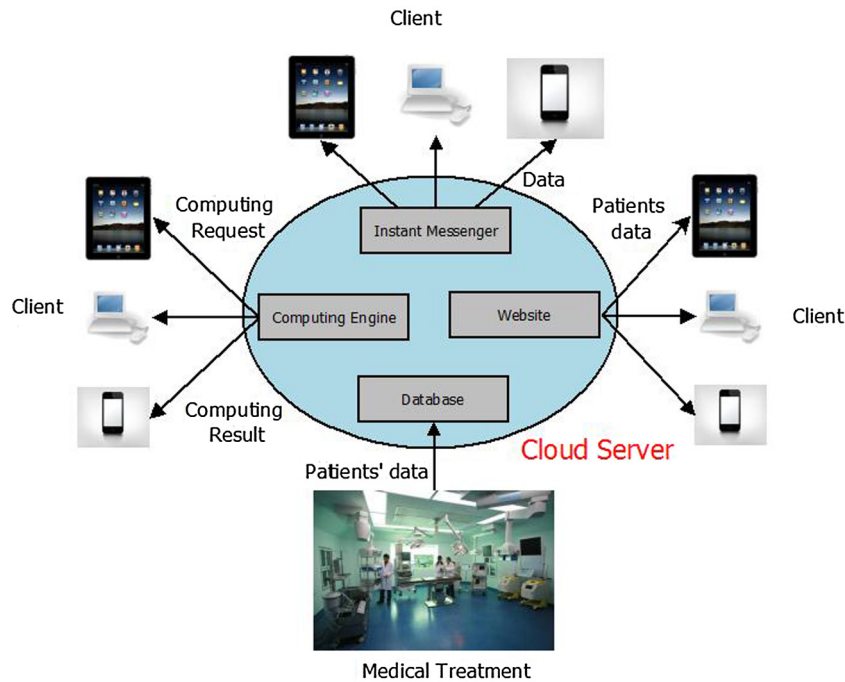 Client
Data
Computing
Request
Patients
data
Instant Messenger
Client
Computing Engine
Website
Client
Computing
Result
Database
Cloud Server
Patients' data
Medical Treatment